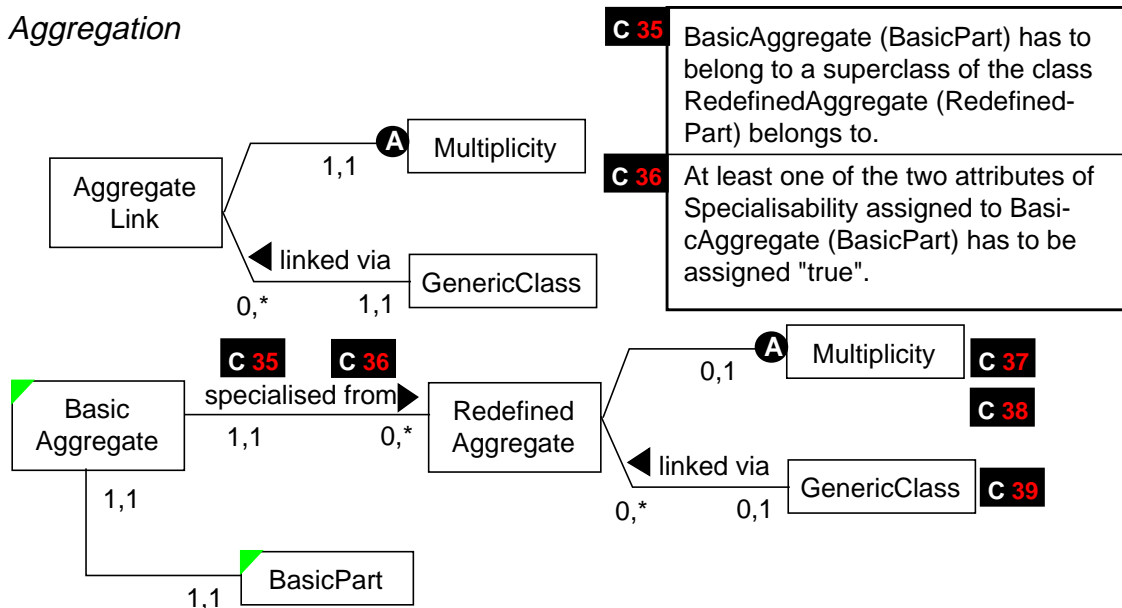 Aggregation
C 35
BasicAggregate (BasicPart) has to
belong to a superclass of the class
RedefinedAggregate (Redefined-
Part) belongs to.
C 36
At least one of the two attributes of
Specialisability assigned to Basi-
cAggregate (BasicPart) has to be
assigned "true".
Aggregate
Link
1,1
A
Multiplicity
linked via
0,*
1,1
GenericClass
C 35
C 36
Basic
Aggregate
specialised from
1,1
0,*
Redefined
Aggregate
0,1
A
Multiplicity
C 37
C 38
linked via
0,*
0,1
GenericClass
C 39
1,1
1,1
BasicPart